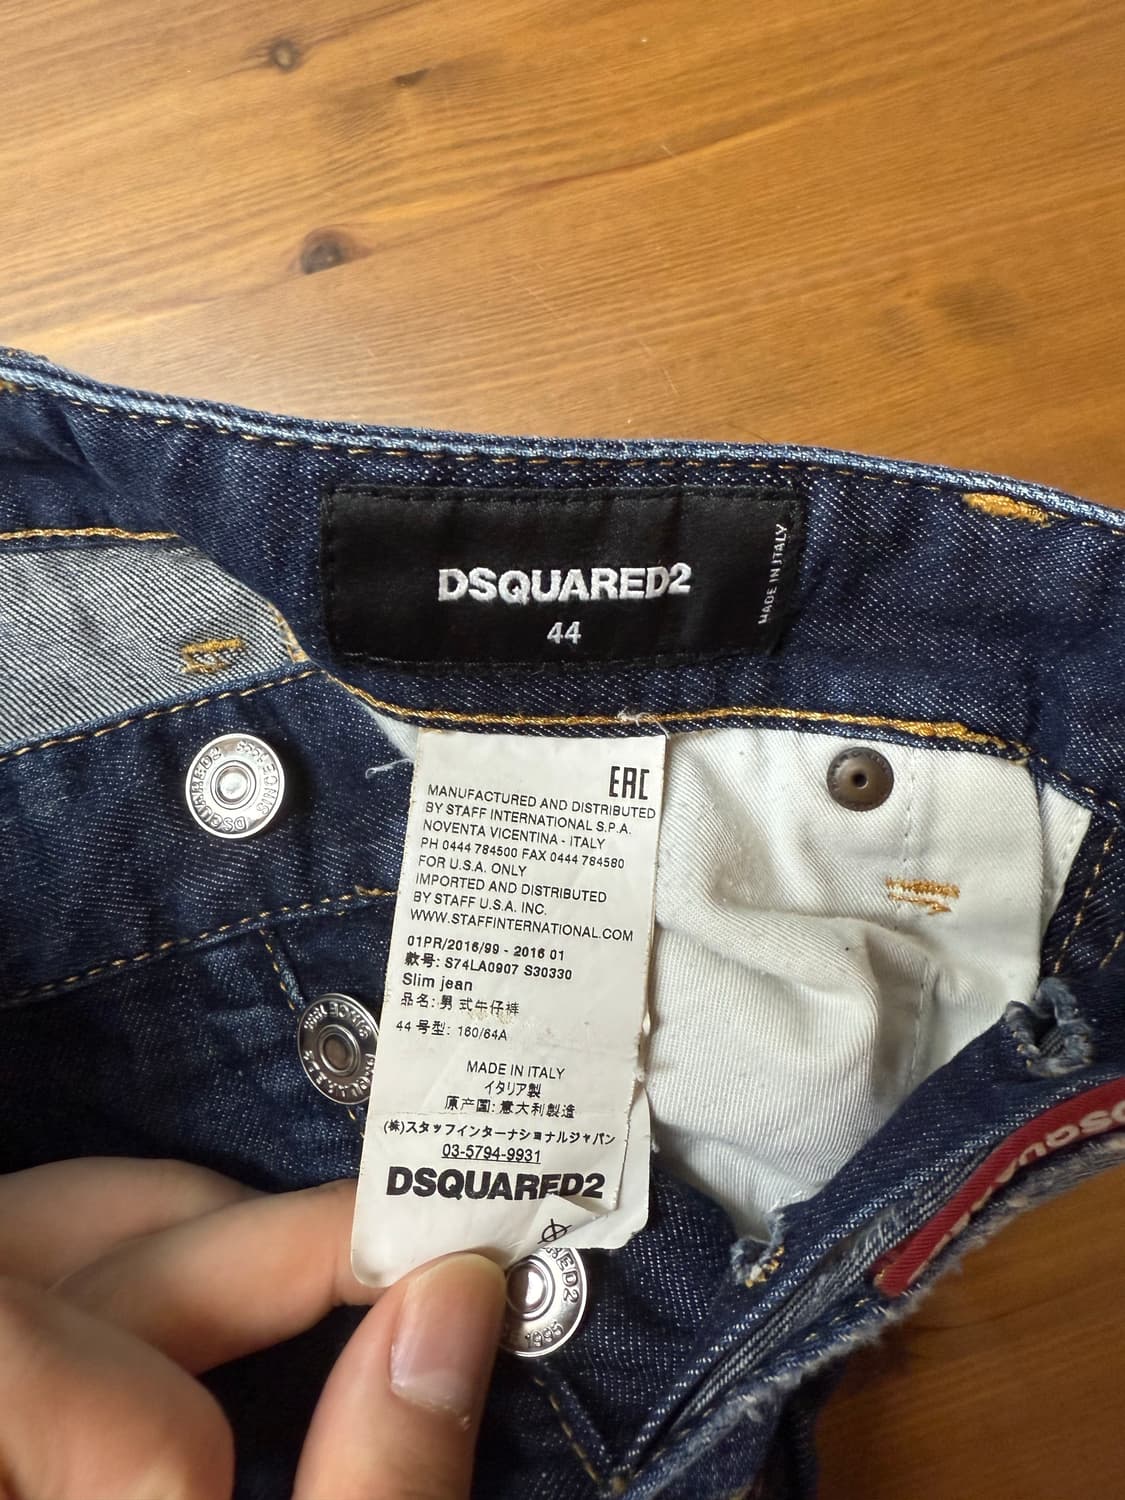 DSQUARED2
44
MADE IN ITALY
EAC
MANUFACTURED AND DISTRIBUTED
BY STAFF INTERNATIONAL S.P.A.
NOVENTA VICENTINA - ITALY
PH 0444 784500 FAX 0444 784580
FOR U.S.A. ONLY
IMPORTED AND DISTRIBUTED
BY STAFF U.S.A. INC.
WWW.STAFFINTERNATIONAL.COM
01PR/2016/99 - 2016 01
款号: S74LA0907 S30330
Slim jean
品名: 男 式牛仔裤
44 号型: 160/64A
MADE IN ITALY
イタリア製
原产国: 意大利製造
(株)スタッフインターナショナルジャパン
03-5794-9931
DSQUARED2
DSQUARED2 SINCE 1995
1995